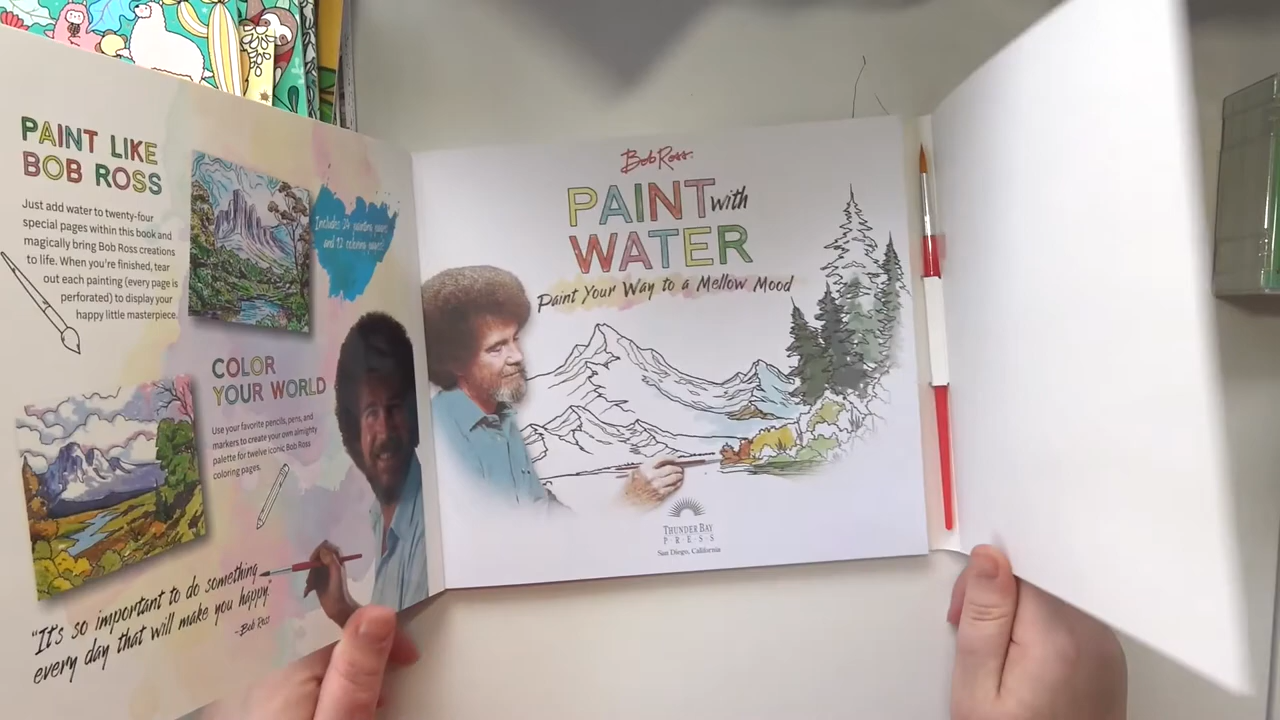 PAINT LIKE
BOB ROSS
Just add water to twenty-four
special pages within this book and
magically bring Bob Ross creations
to life. When you're finished, tear
out each painting (every page is
perforated) to display your
happy little masterpiece.
Includes 24 painting pages
and 12 coloring pages!
COLOR
YOUR WORLD
Use your favorite pencils, pens, and
markers to create your own almighty
palette for twelve iconic Bob Ross
coloring pages.
"It's so important to do something
every day that will make you happy."
-Bob Ross
Bob Ross
PAINT with
WATER
Paint Your Way to a Mellow Mood
THUNDER BAY
PRESS
San Diego, California